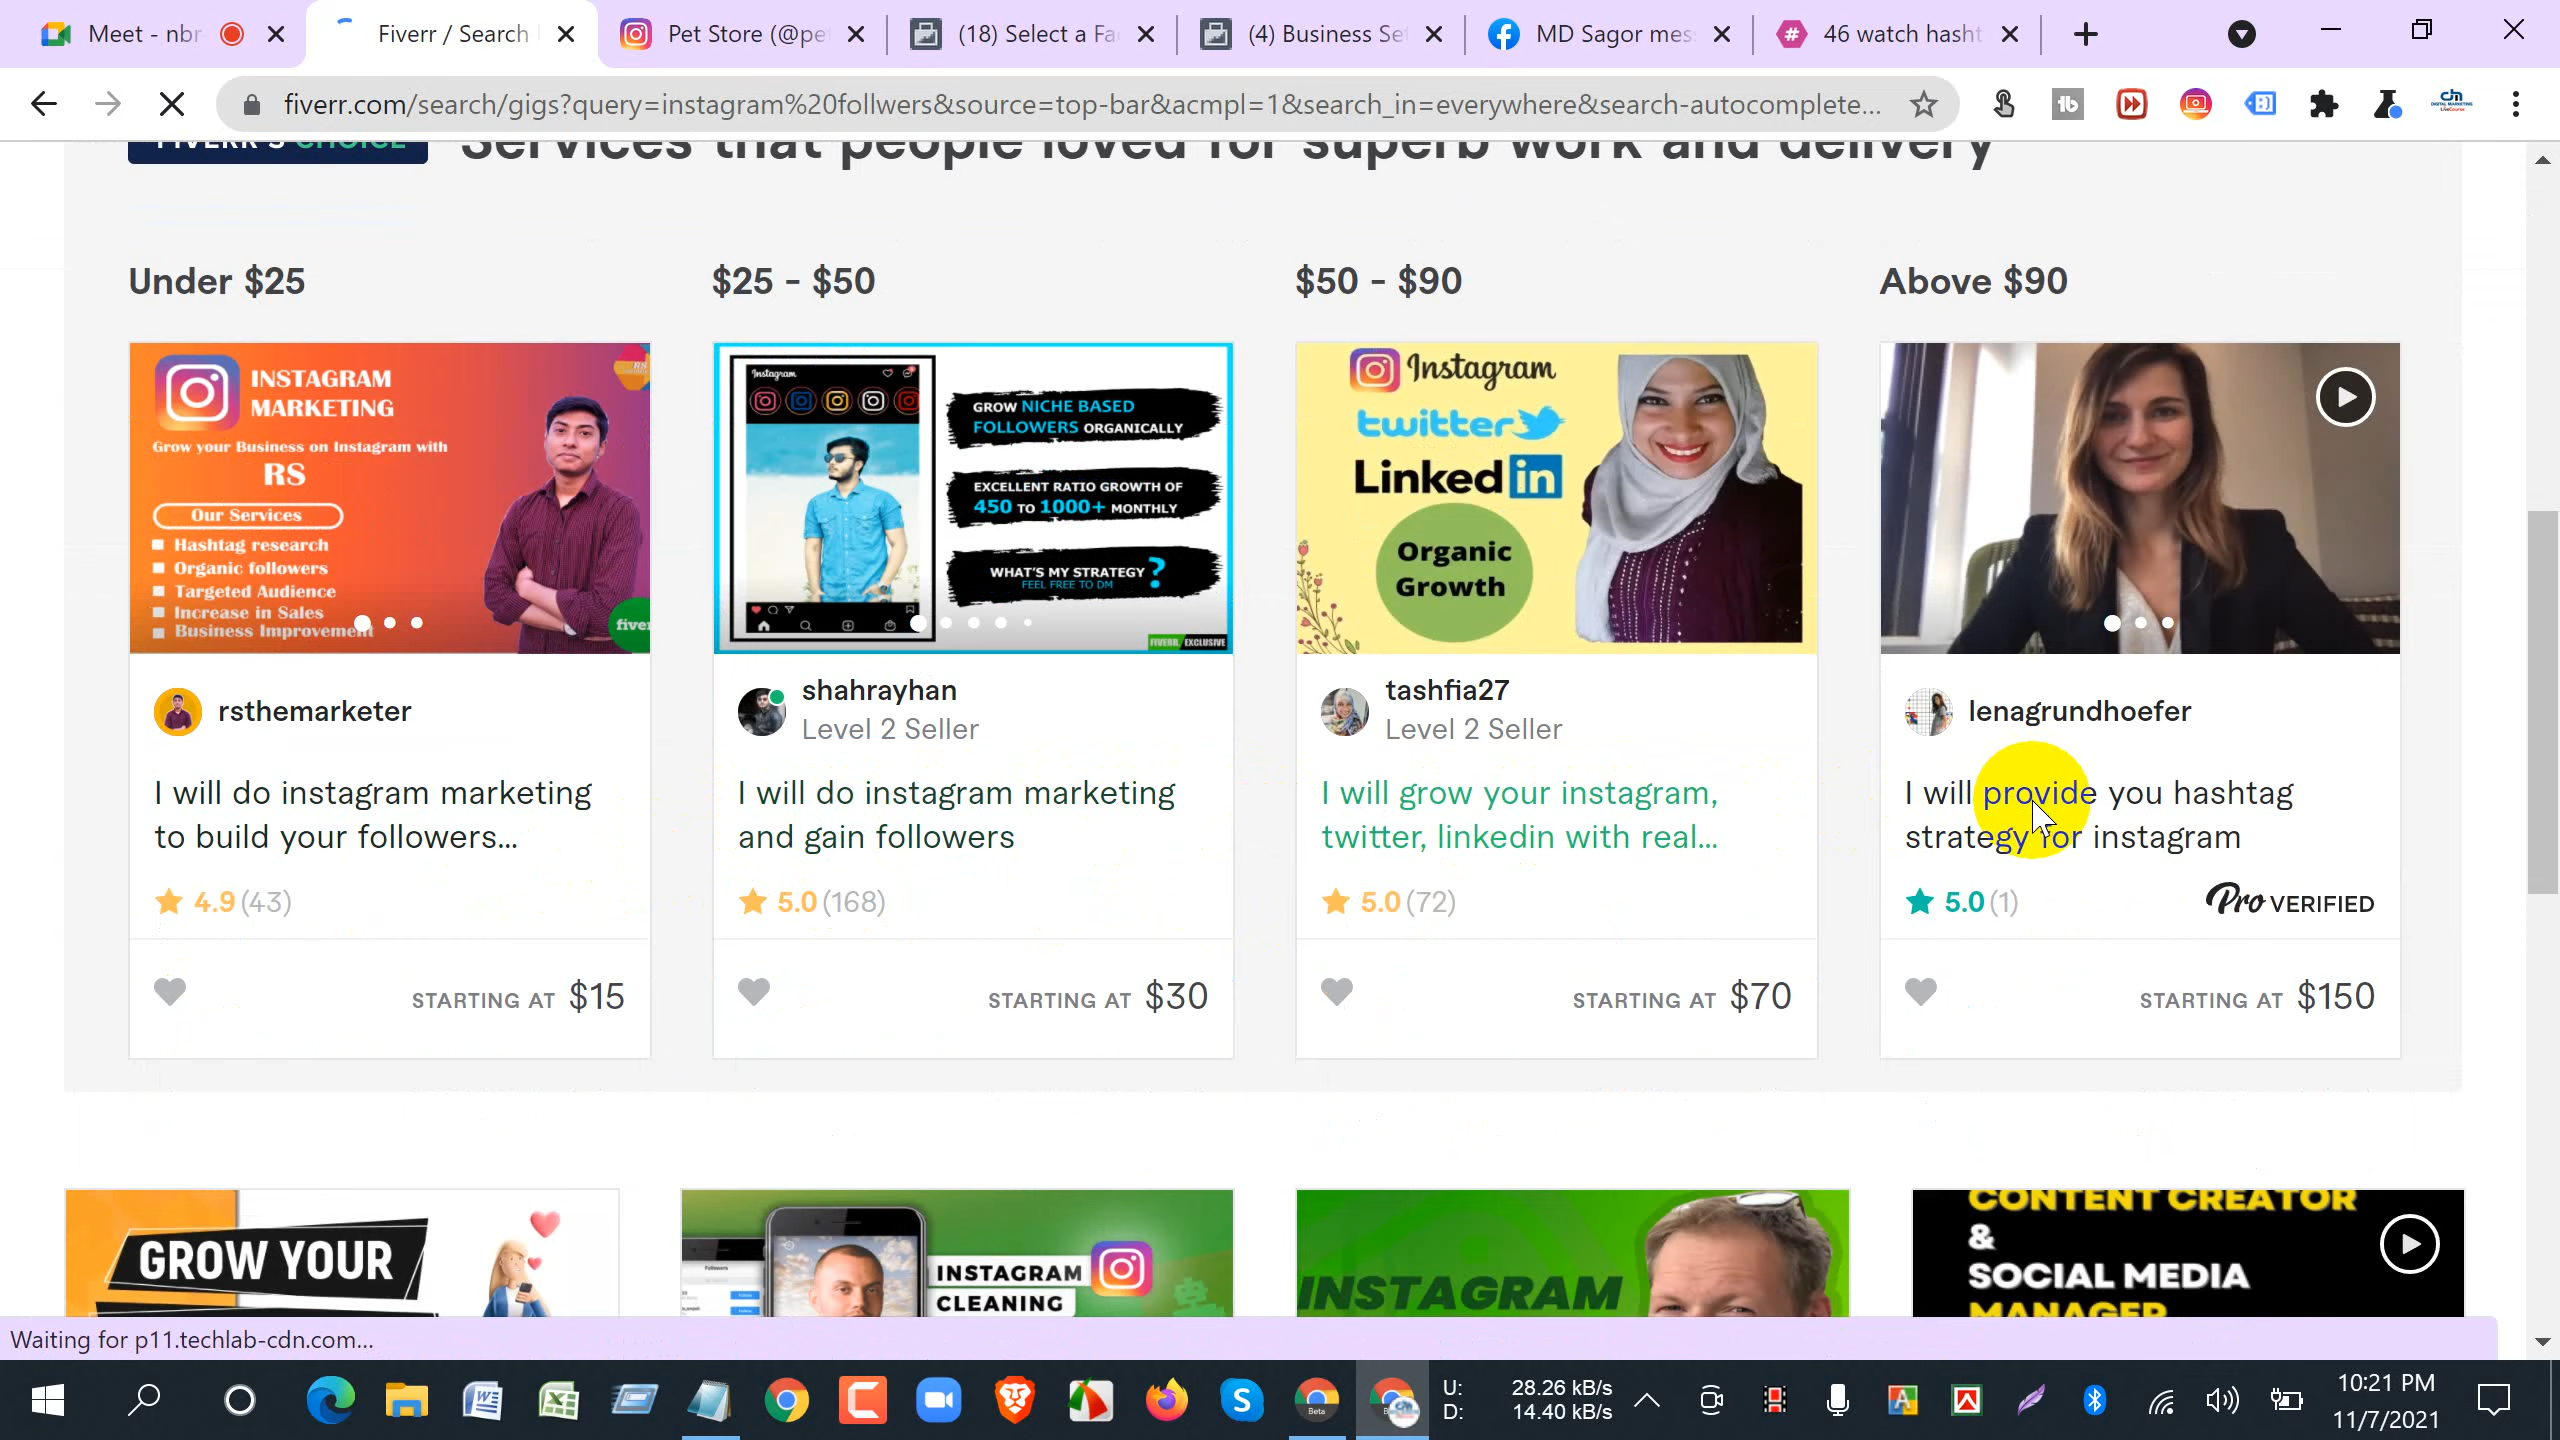 Meet - nbr
Fiverr / Search
Pet Store (@pe
(18) Select a Fa
(4) Business Se
MD Sagor mes
46 watch hasht
fiverr.com/search/gigs?query=instagram%20follwers&source=top-bar&acmpl=1&search_in=everywhere&search-autocomplete...
FIVERR'S CHOICE
Services that people loved for superb work and delivery
Under $25
$25 - $50
$50 - $90
Above $90
INSTAGRAM
MARKETING
Grow your Business on Instagram with
RS
Our Services
Hashtag research
Organic followers
Targeted Audience
Increase in Sales
Business Improvement
fiver
Instagram
GROW NICHE BASED
FOLLOWERS ORGANICALLY
EXCELLENT RATIO GROWTH OF
450 TO 1000+ MONTHLY
WHAT'S MY STRATEGY ?
FEEL FREE TO DM
FIVERR EXCLUSIVE
Instagram
twitter
Linked in
Organic
Growth
rsthemarketer
shahrayhan
Level 2 Seller
tashfia27
Level 2 Seller
lenagrundhoefer
I will do instagram marketing
to build your followers...
I will do instagram marketing
and gain followers
I will grow your instagram,
twitter, linkedin with real...
I will provide you hashtag
strategy for instagram
4.9 (43)
5.0 (168)
5.0 (72)
5.0 (1)
Pro VERIFIED
STARTING AT $15
STARTING AT $30
STARTING AT $70
STARTING AT $150
GROW YOUR
INSTAGRAM
CLEANING
INSTAGRAM
CONTENT CREATOR
&
SOCIAL MEDIA
MANAGER
Waiting for p11.techlab-cdn.com...
U: 28.26 kB/s
D: 14.40 kB/s
10:21 PM
11/7/2021